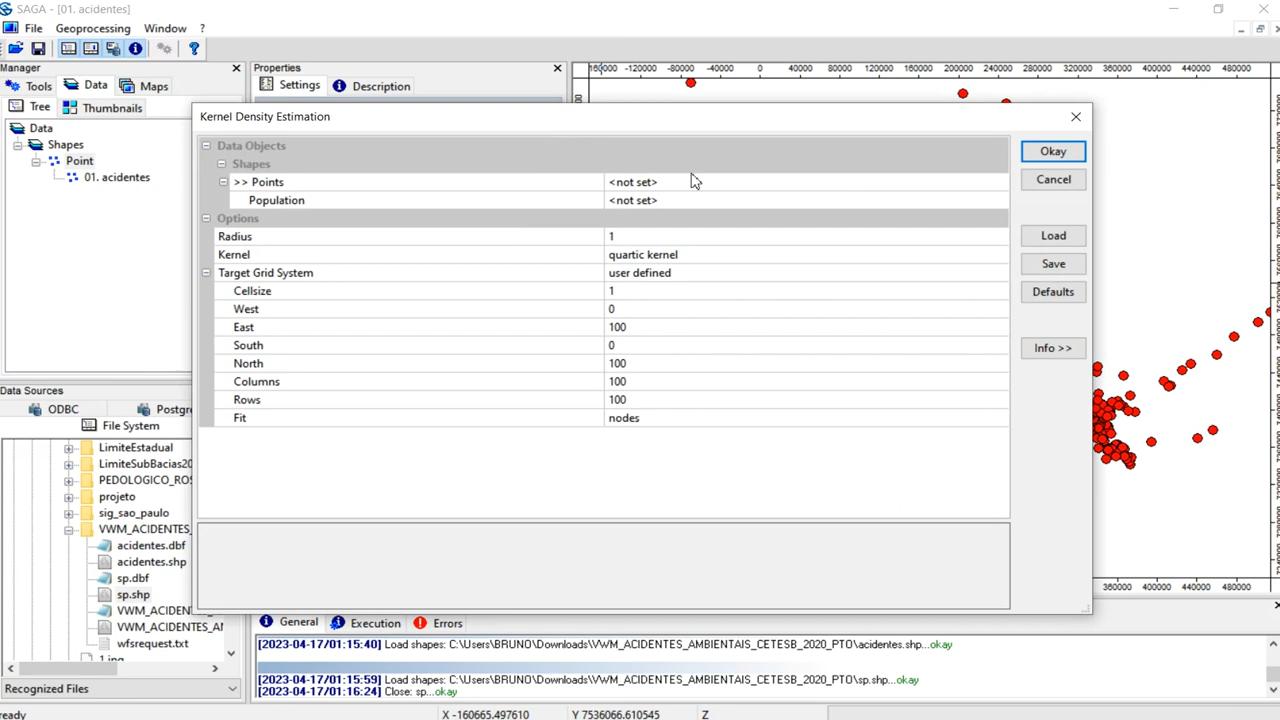 SAGA - [01. acidentes]
File Geoprocessing Window ?
Manager
Tools Data Maps
Tree Thumbnails
Data
Shapes
Point
01. acidentes
Properties
Settings Description
160000 -120000 -80000 -40000 0 40000 80000 120000 160000 200000 240000 280000 320000 360000 400000 440000 480000
Kernel Density Estimation
Data Objects
Shapes
>> Points <not set>
Population <not set>
Options
Radius 1
Kernel quartic kernel
Target Grid System user defined
Cellsize 1
West 0
East 100
South 0
North 100
Columns 100
Rows 100
Fit nodes
Okay
Cancel
Load
Save
Defaults
Info >>
360000 400000 440000 480000
Data Sources
ODBC Postgr
File System
LimiteEstadual
LimiteSubBacias20
PEDOLOGICO_ROS
projeto
sig_sao_paulo
VWM_ACIDENTES_
acidentes.dbf
acidentes.shp
sp.dbf
sp.shp
VWM_ACIDENT
VWM_ACIDENTES_AM
wfsrequest.txt
Recognized Files
General Execution Errors
[2023-04-17/01:15:40] Load shapes: C:\Users\BRUNO\Downloads\VWM_ACIDENTES_AMBIENTAIS_CETESB_2020_PTO\acidentes.shp...okay
[2023-04-17/01:15:59] Load shapes: C:\Users\BRUNO\Downloads\VWM_ACIDENTES_AMBIENTAIS_CETESB_2020_PTO\sp.shp...okay
[2023-04-17/01:16:24] Close: sp...okay
ready X -160665.497610 Y 7536066.610545 Z